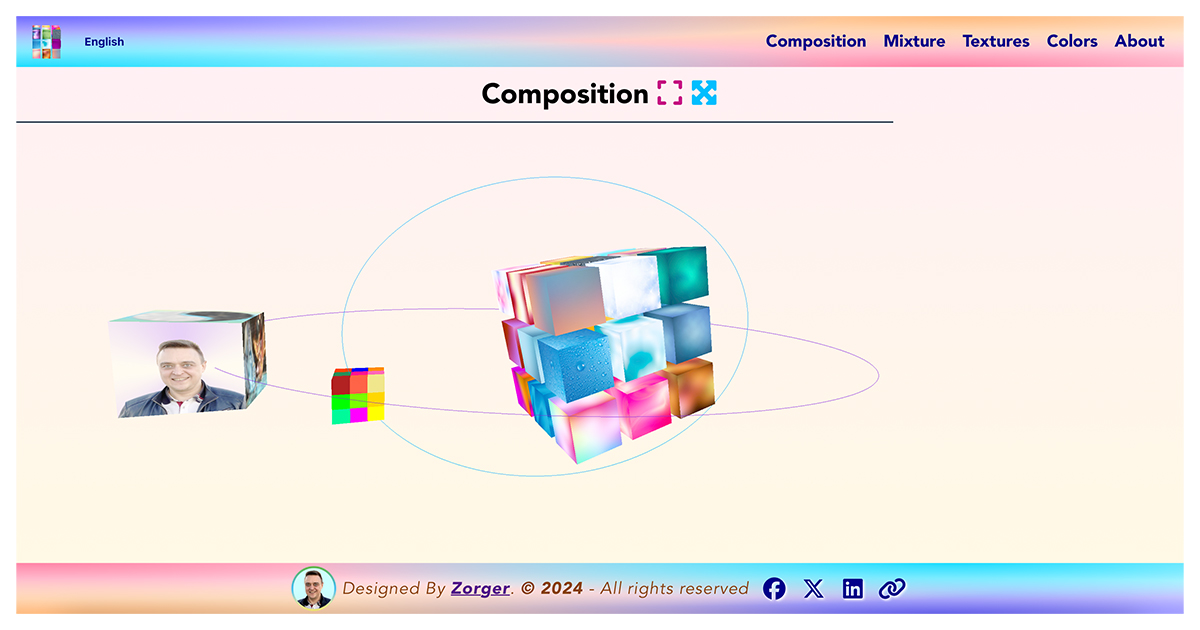 English
Composition Mixture Textures Colors About
Composition
Designed By Zorger. © 2024 - All rights reserved